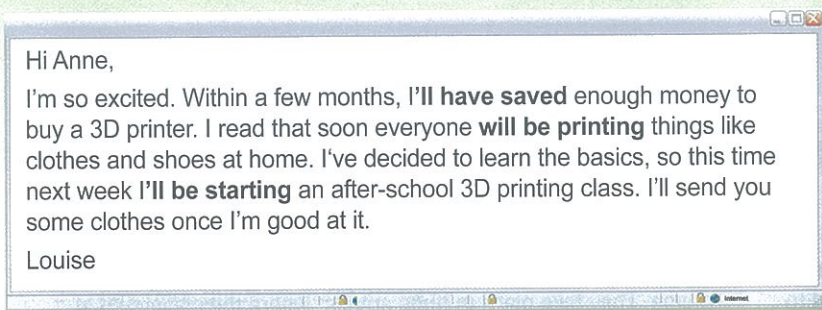 Hi Anne,
I'm so excited. Within a few months, I'll have saved enough money to
buy a 3D printer. I read that soon everyone will be printing things like
clothes and shoes at home. I've decided to learn the basics, so this time
next week I'll be starting an after-school 3D printing class. I'll send you
some clothes once I'm good at it.
Louise
Internet